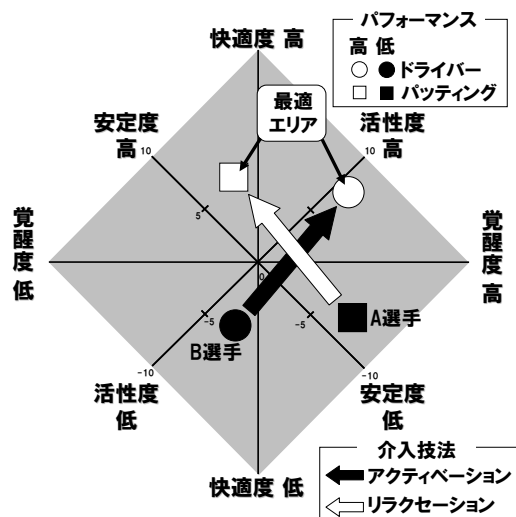 快適度 高
パフォーマンス
高 低
ドライバー
パッティング
最適
エリア
安定度
高
活性度
高
10
10
5
覚醒度 低
覚醒度 高
0
-5
-5
A選手
B選手
-10
-10
活性度
低
安定度
低
快適度 低
介入技法
アクティベーション
リラクセーション